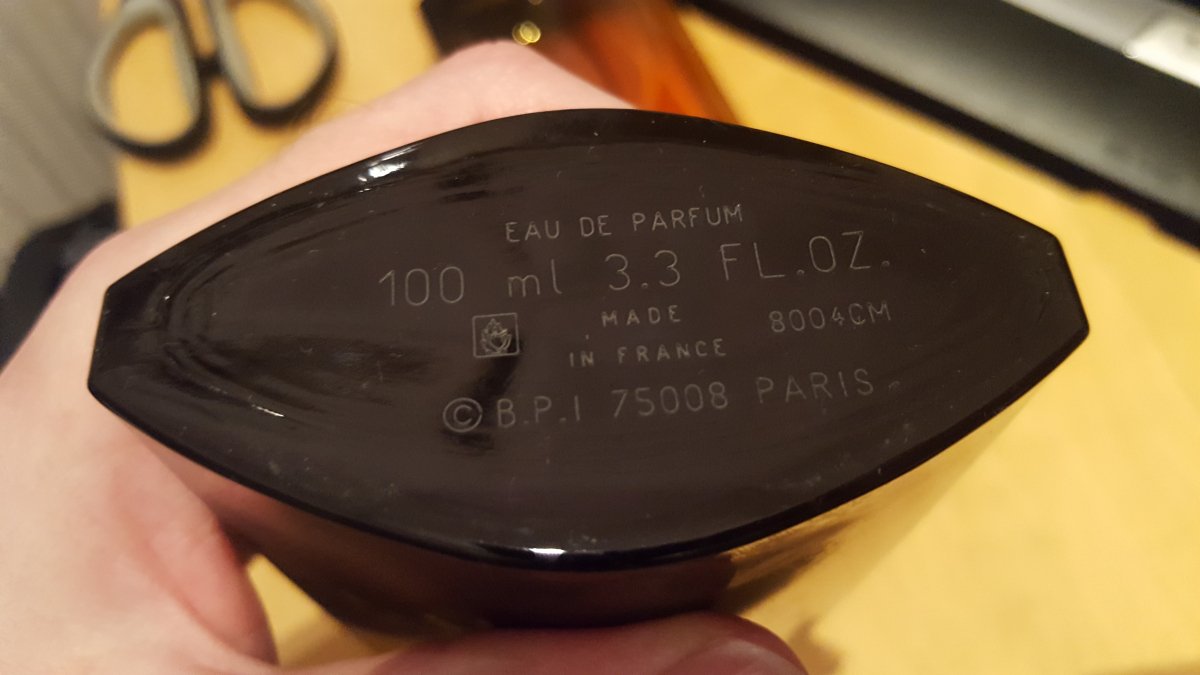 EAU DE PARFUM
100 ml 3.3 FL.OZ.
MADE
IN FRANCE
8004CM
© B.P.I 75008 PARIS